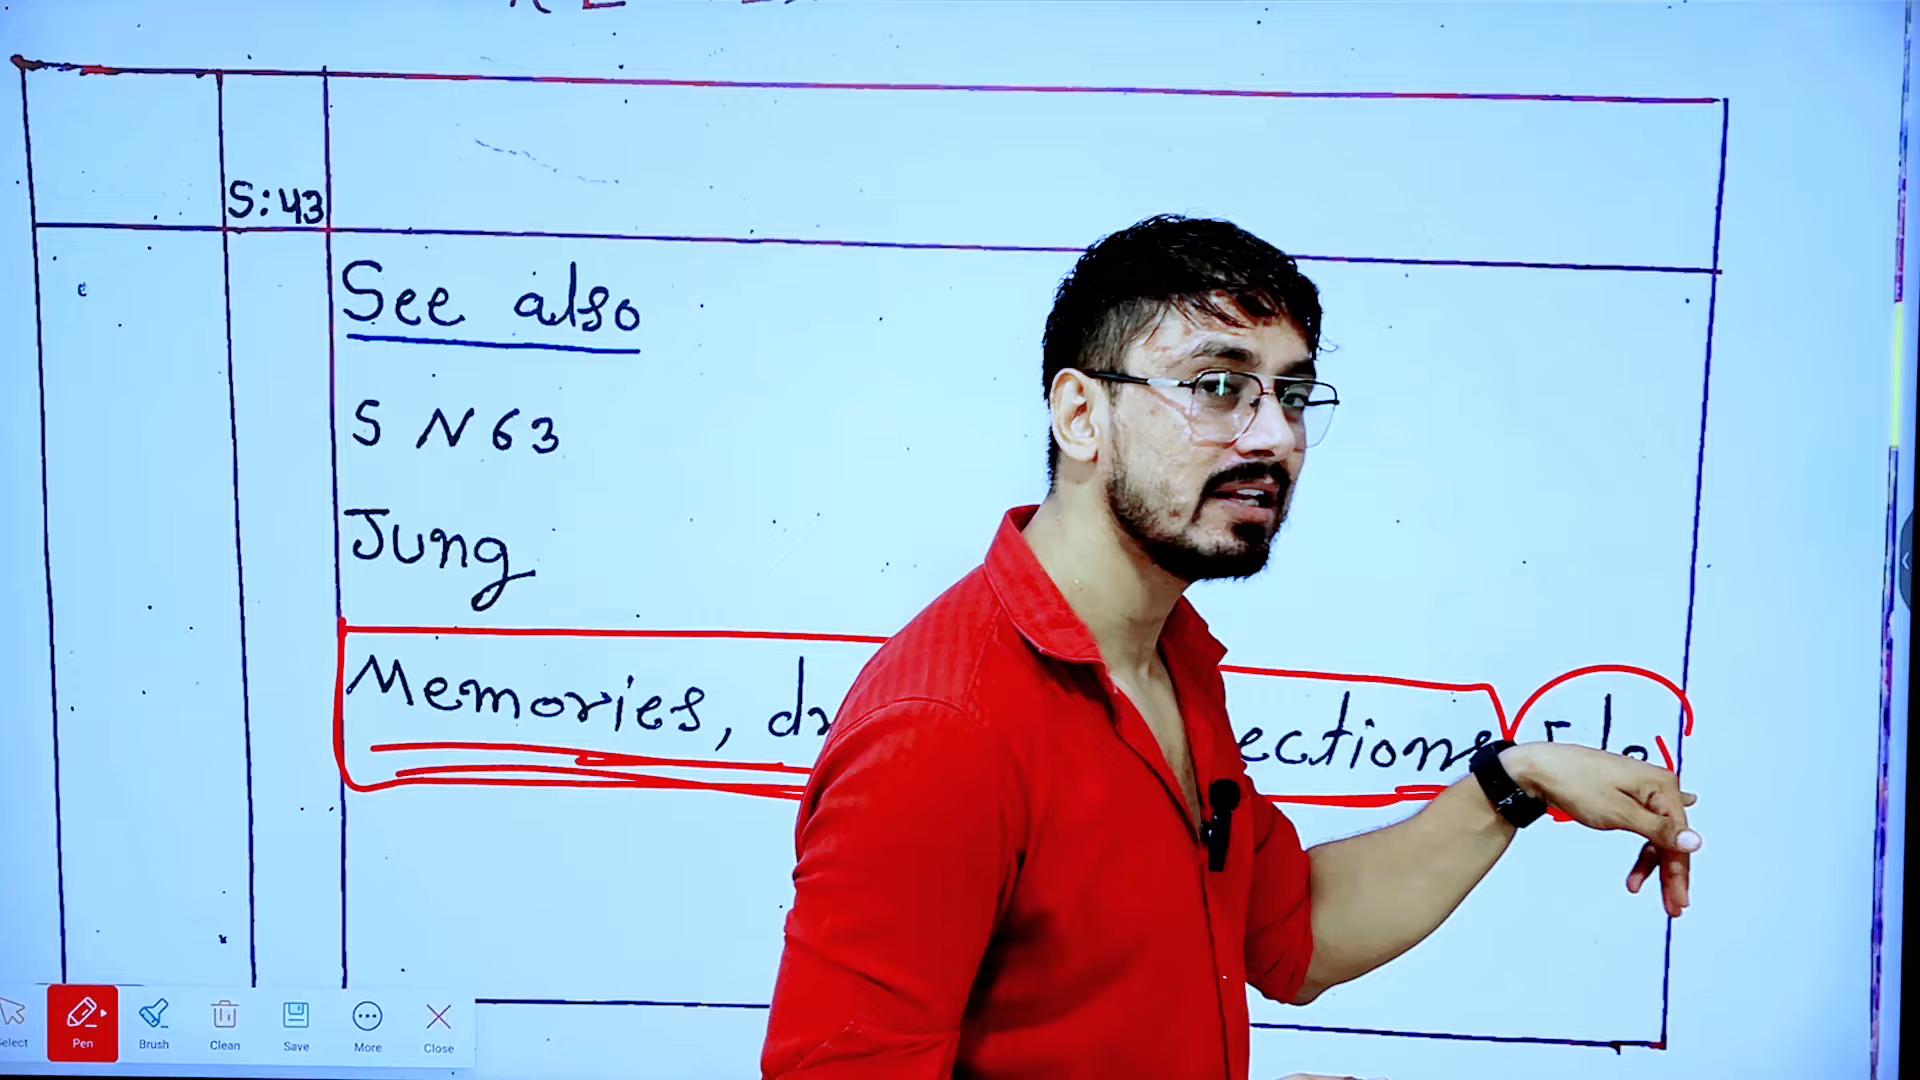 S:43
See also
S N 63
Jung
Memories, ections
Select Pen Brush Clean Save More Close